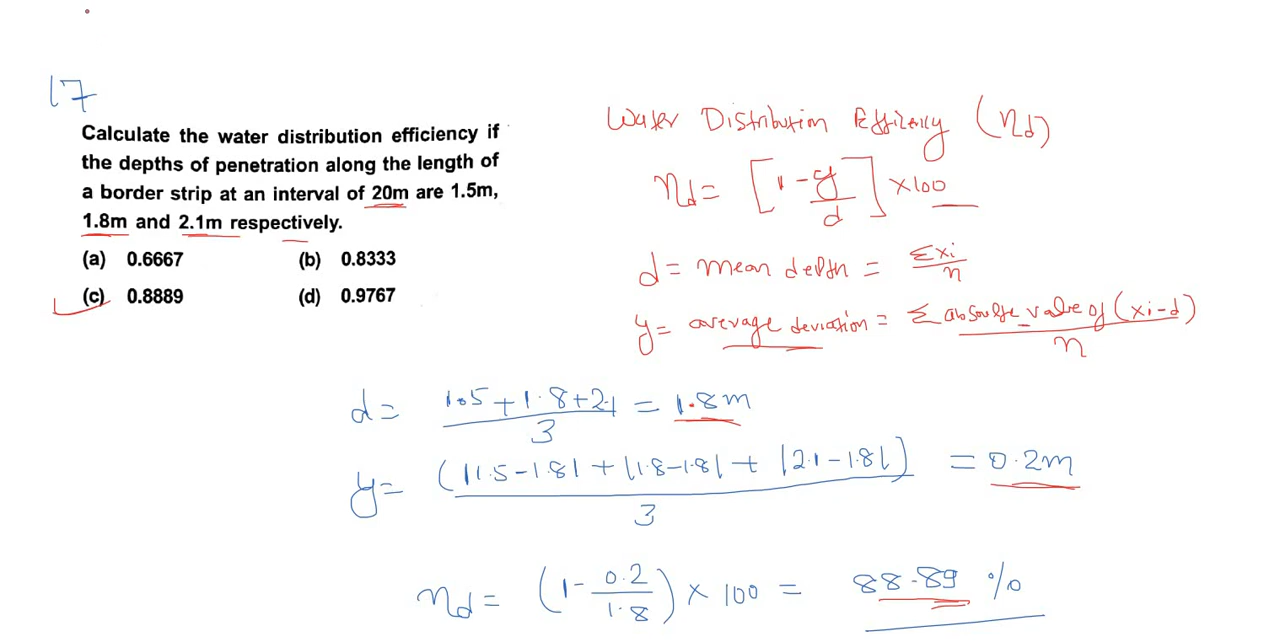 17
Calculate the water distribution efficiency if
the depths of penetration along the length of
a border strip at an interval of 20m are 1.5m,
1.8m and 2.1m respectively.
(a) 0.6667 (b) 0.8333
(c) 0.8889 (d) 0.9767
Water Distribution Efficiency (ηd)
ηd = [1 - y/d] × 100
d = mean depth = Σxi/n
y = average deviation = Σ absolute value of (xi-d)/n
d = 1.5+1.8+2.1/3 = 1.8m
y = (|1.5-1.8| + |1.8-1.8| + |2.1-1.8|)/3 = 0.2m
ηd = (1 - 0.2/1.8) × 100 = 88.89 %